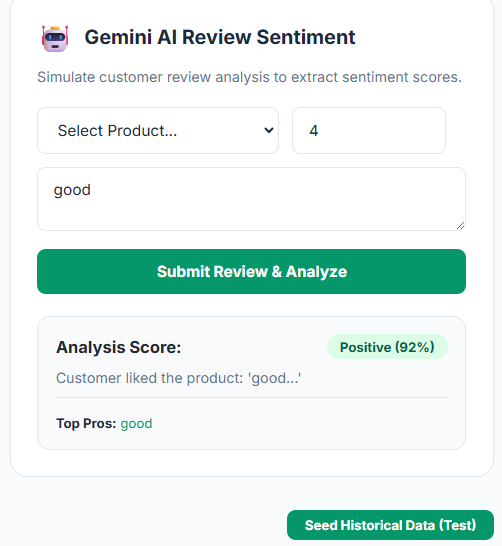 Gemini AI Review Sentiment
Simulate customer review analysis to extract sentiment scores.
Select Product... 4
good
Submit Review & Analyze
Analysis Score: Positive (92%)
Customer liked the product: 'good...'
Top Pros: good
Seed Historical Data (Test)